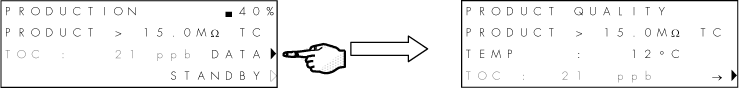 PRODUCTION ▄ 40%
PRODUCT > 15.0MΩ TC
TOC : 21 ppb DATA
STANDBY
PRODUCT QUALITY
PRODUCT > 15.0MΩ TC
TEMP : 12°C
TOC : 21 ppb →